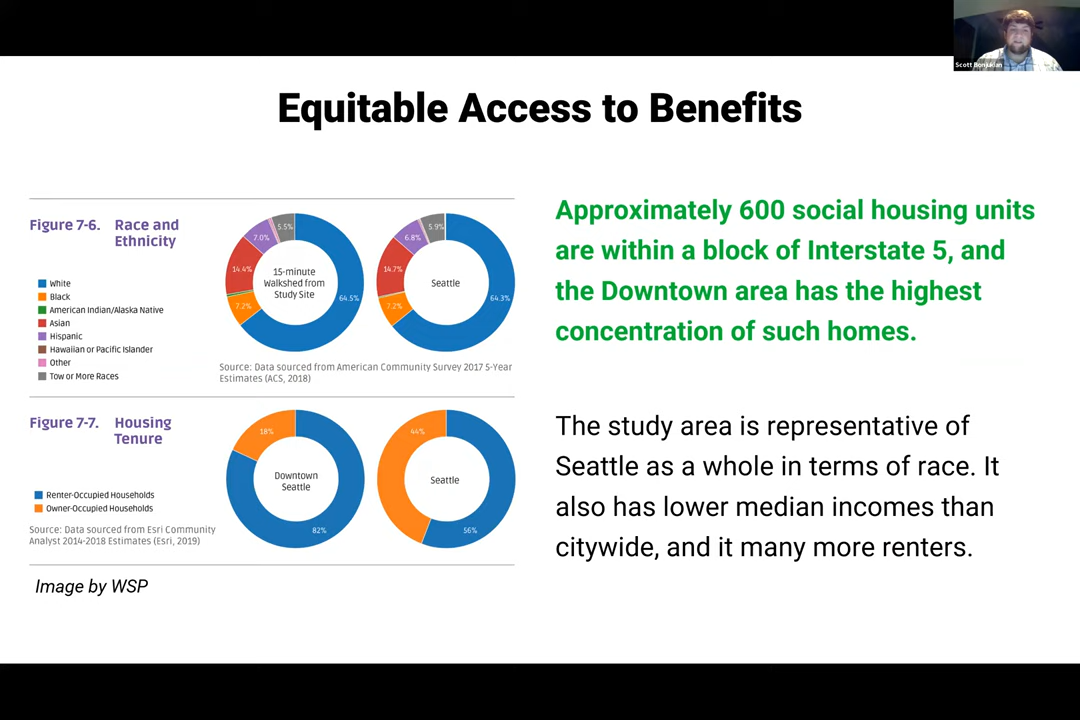 Scott Bonjukian
Equitable Access to Benefits
Figure 7-6. Race and
Ethnicity
White
Black
American Indian/Alaska Native
Asian
Hispanic
Hawaiian or Pacific Islander
Other
Tow or More Races
5.5%
7.0%
14.4%
7.2%
64.5%
15-minute
Walkshed from
Study Site
5.9%
6.8%
14.7%
7.2%
64.3%
Seattle
Source: Data sourced from American Community Survey 2017 5-Year
Estimates (ACS, 2018)
Figure 7-7. Housing
Tenure
Renter-Occupied Households
Owner-Occupied Households
Source: Data sourced from Esri Community
Analyst 2014-2018 Estimates (Esri, 2019)
18%
Downtown
Seattle
82%
44%
Seattle
56%
Image by WSP
Approximately 600 social housing units
are within a block of Interstate 5, and
the Downtown area has the highest
concentration of such homes.
The study area is representative of
Seattle as a whole in terms of race. It
also has lower median incomes than
citywide, and it many more renters.